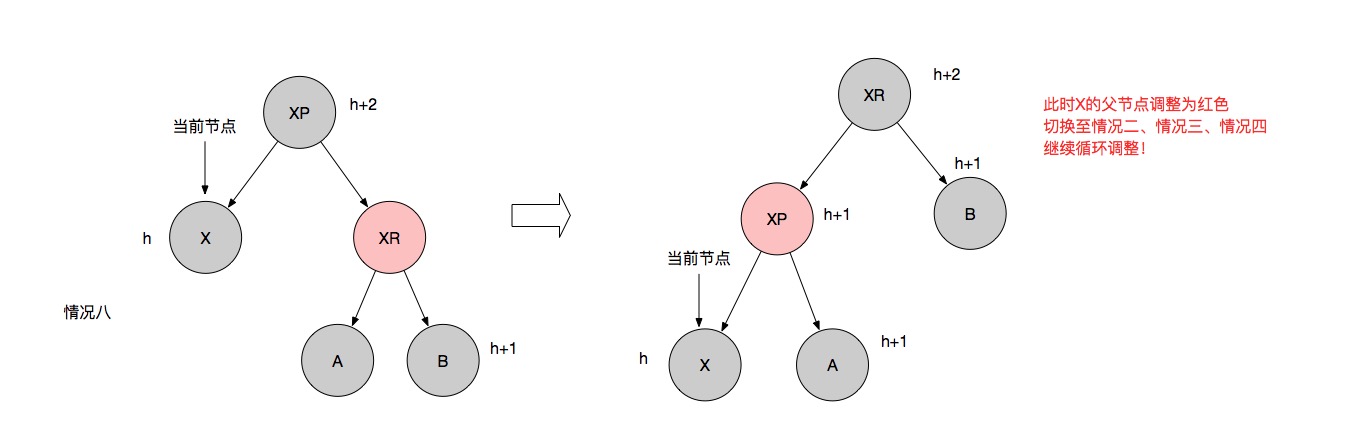 XP
h+2
当前节点
h
X
XR
情况八
A
B
h+1
XR
h+2
h+1
XP
h+1
B
当前节点
h
X
A
h+1
此时X的父节点调整为红色
切换至情况二、情况三、情况四
继续循环调整！